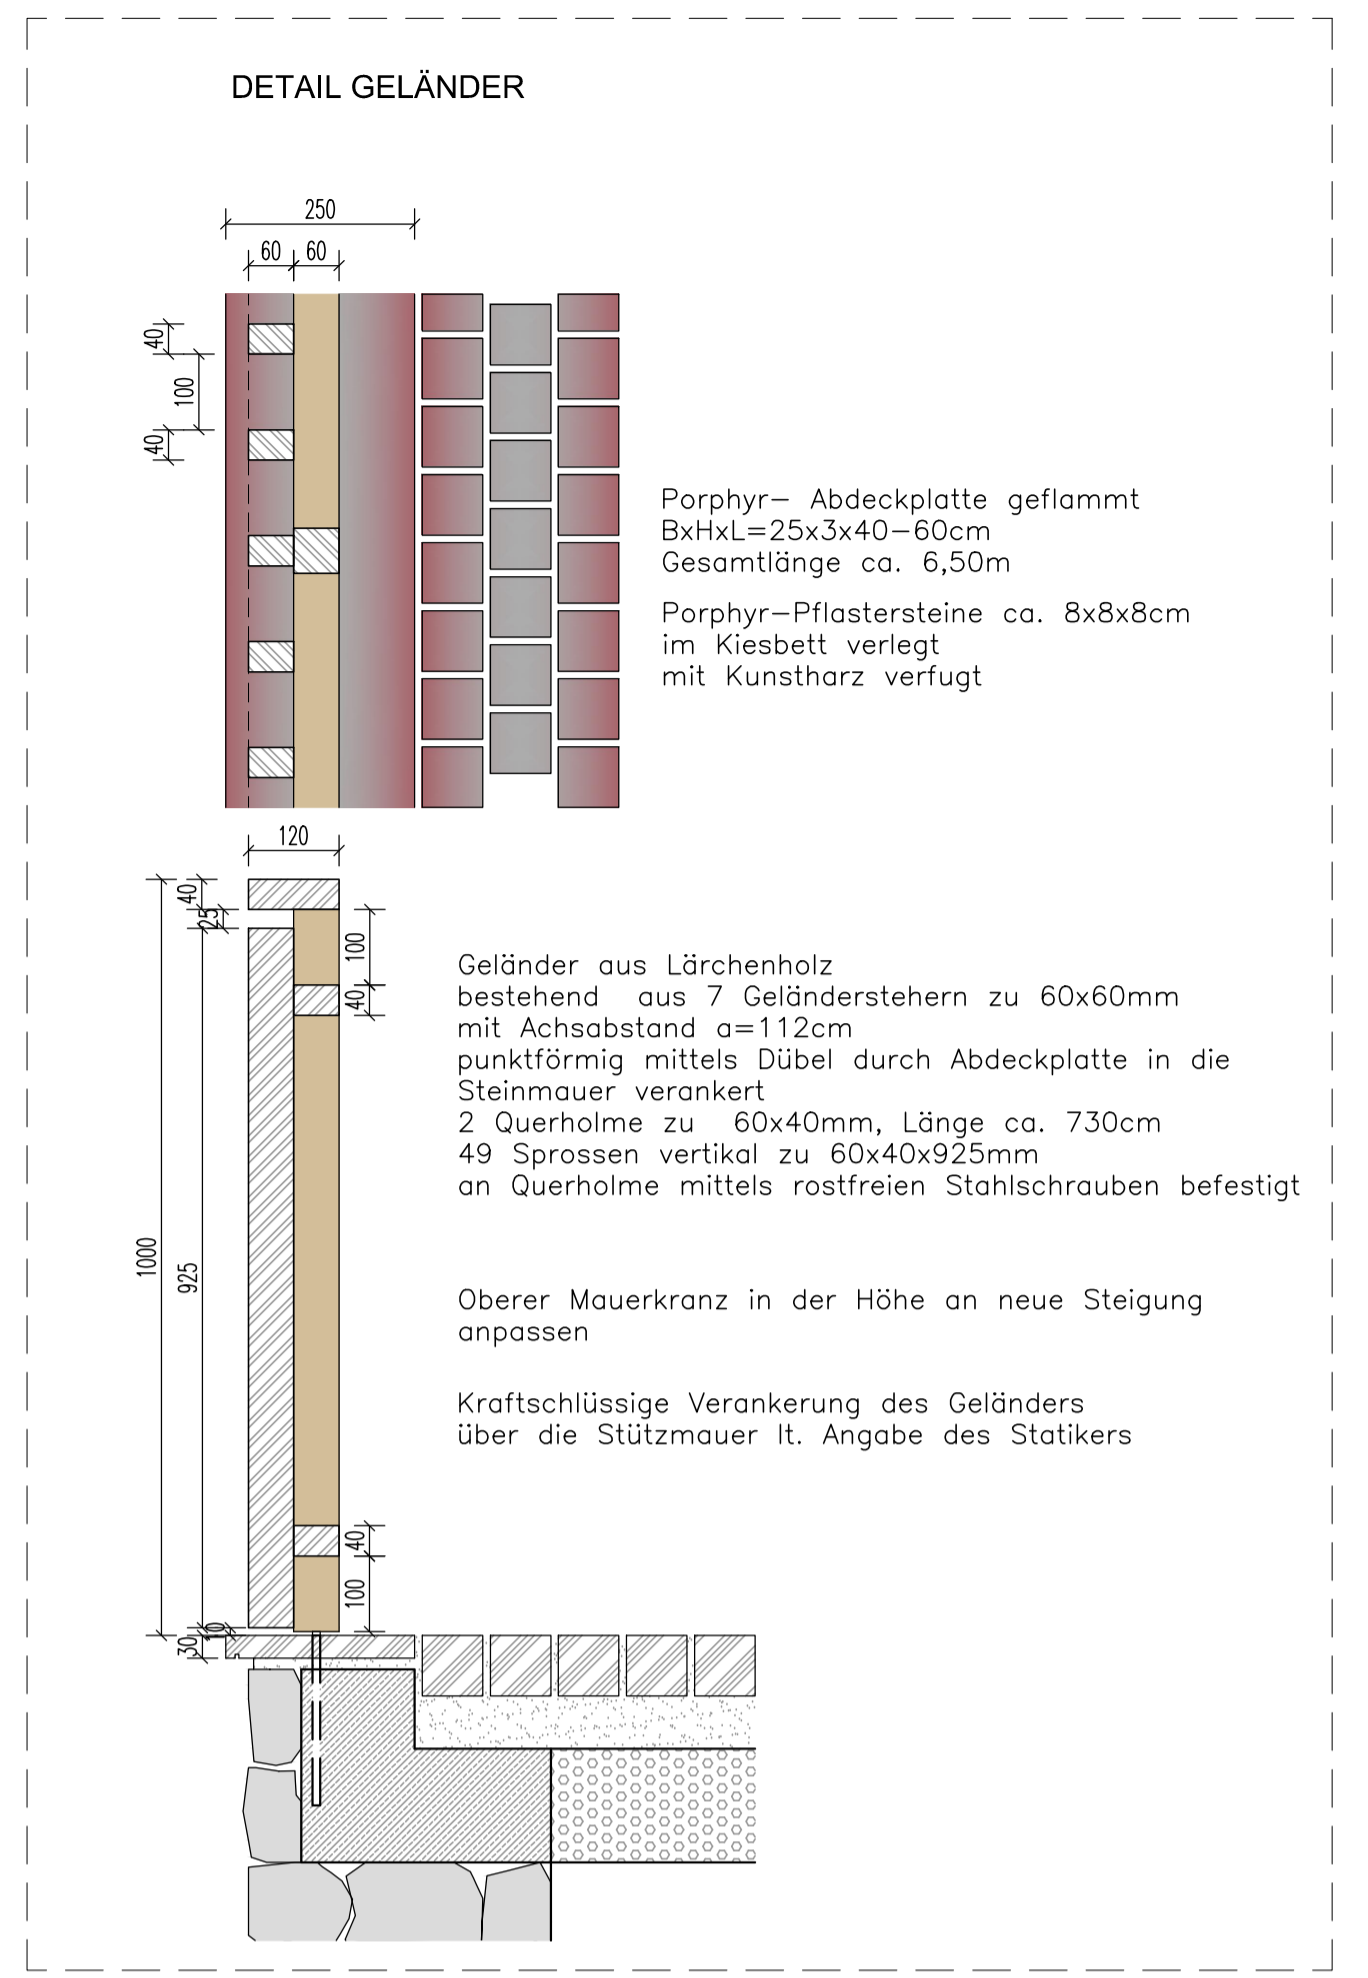 DETAIL GELÄNDER
250
60 60
40
100
40
Porphyr- Abdeckplatte geflammt
BxHxL=25x3x40-60cm
Gesamtlänge ca. 6,50m
Porphyr-Pflastersteine ca. 8x8x8cm
im Kiesbett verlegt
mit Kunstharz verfugt
120
40
25
100
40
Geländer aus Lärchenholz
bestehend aus 7 Geländerstehern zu 60x60mm
mit Achsabstand a=112cm
punktförmig mittels Dübel durch Abdeckplatte in die
Steinmauer verankert
2 Querholme zu 60x40mm, Länge ca. 730cm
49 Sprossen vertikal zu 60x40x925mm
an Querholme mittels rostfreien Stahlschrauben befestigt
1000
925
Oberer Mauerkranz in der Höhe an neue Steigung
anpassen
Kraftschlüssige Verankerung des Geländers
über die Stützmauer lt. Angabe des Statikers
40
100
10
30